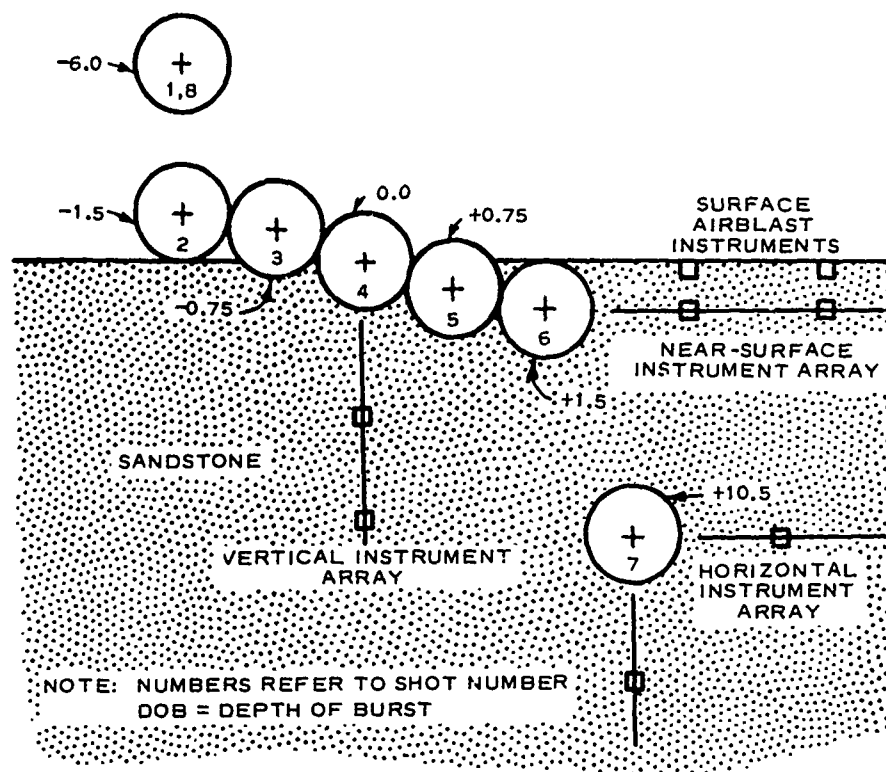 -6.0
1,8
-1.5
2
3
-0.75
0.0
4
+0.75
5
6
+1.5
SURFACE
AIRBLAST
INSTRUMENTS
NEAR-SURFACE
INSTRUMENT ARRAY
SANDSTONE
VERTICAL INSTRUMENT
ARRAY
+10.5
7
HORIZONTAL
INSTRUMENT
ARRAY
NOTE: NUMBERS REFER TO SHOT NUMBER
DOB = DEPTH OF BURST